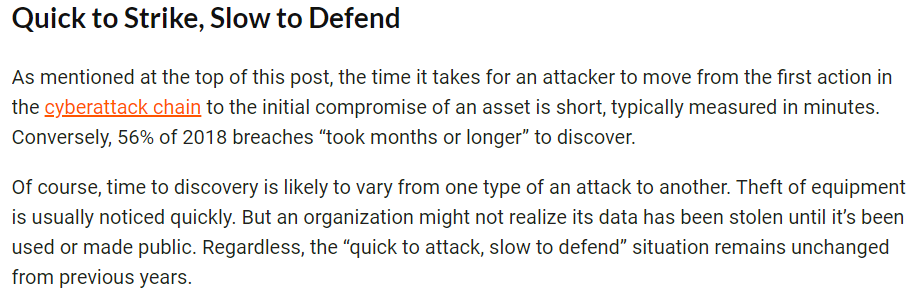 Quick to Strike, Slow to Defend
As mentioned at the top of this post, the time it takes for an attacker to move from the first action in
the cyberattack chain to the initial compromise of an asset is short, typically measured in minutes.
Conversely, 56% of 2018 breaches “took months or longer” to discover.
Of course, time to discovery is likely to vary from one type of an attack to another. Theft of equipment
is usually noticed quickly. But an organization might not realize its data has been stolen until it’s been
used or made public. Regardless, the “quick to attack, slow to defend” situation remains unchanged
from previous years.